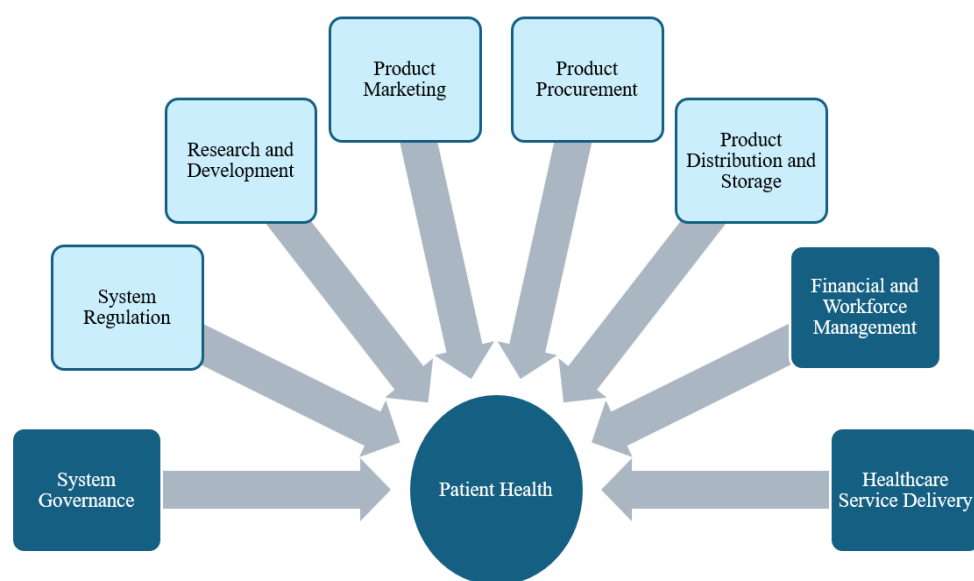 Product
Marketing
Product
Procurement
Research and
Development
Product
Distribution and
Storage
System
Regulation
Financial and
Workforce
Management
System
Governance
Patient Health
Healthcare
Service Delivery